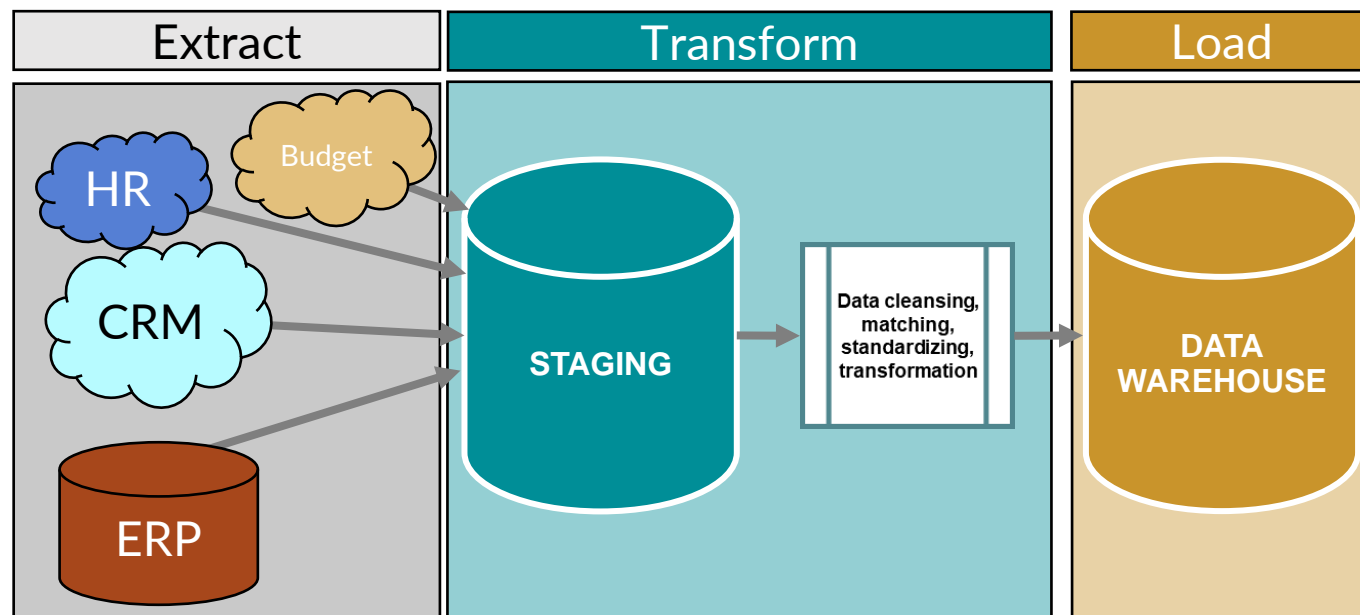 Extract
Transform
Load
Budget
HR
CRM
ERP
STAGING
Data cleansing,
matching,
standardizing,
transformation
DATA
WAREHOUSE